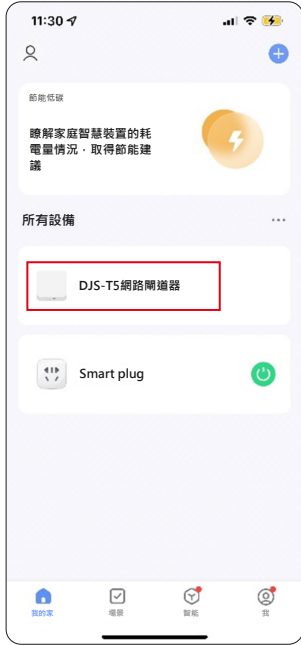 11:30
節能低碳
瞭解家庭智慧裝置的耗
電量情況，取得節能建
議
所有設備
DJS-T5網路閘道器
Smart plug
我的家
場景
智能
我